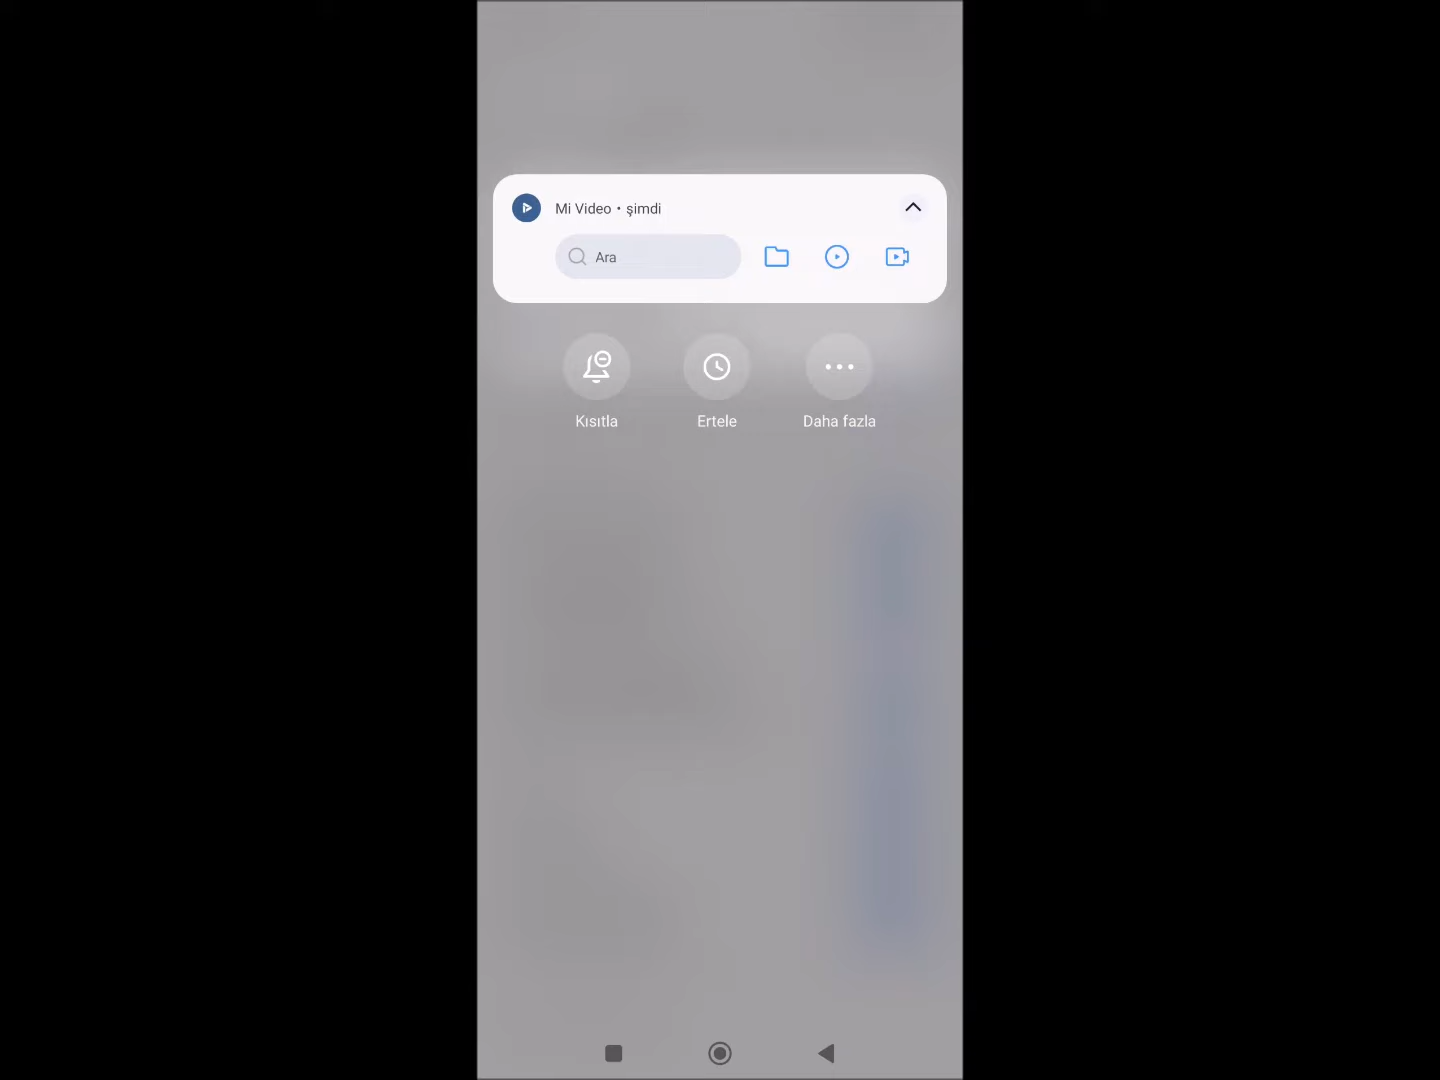 Mi Video • şimdi
Ara
Kısıtla
Ertele
Daha fazla